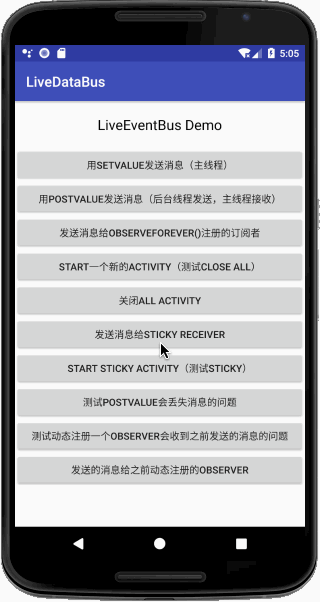 5:05
LiveDataBus
LiveEventBus Demo
用SETVALUE发送消息（主线程）
用POSTVALUE发送消息（后台线程发送，主线程接收）
发送消息给OBSERVEFOREVER()注册的订阅者
START一个新的ACTIVITY（测试CLOSE ALL）
关闭ALL ACTIVITY
发送消息给STICKY RECEIVER
START STICKY ACTIVITY（测试STICKY）
测试POSTVALUE会丢失消息的问题
测试动态注册一个OBSERVER会收到之前发送的消息的问题
发送的消息给之前动态注册的OBSERVER